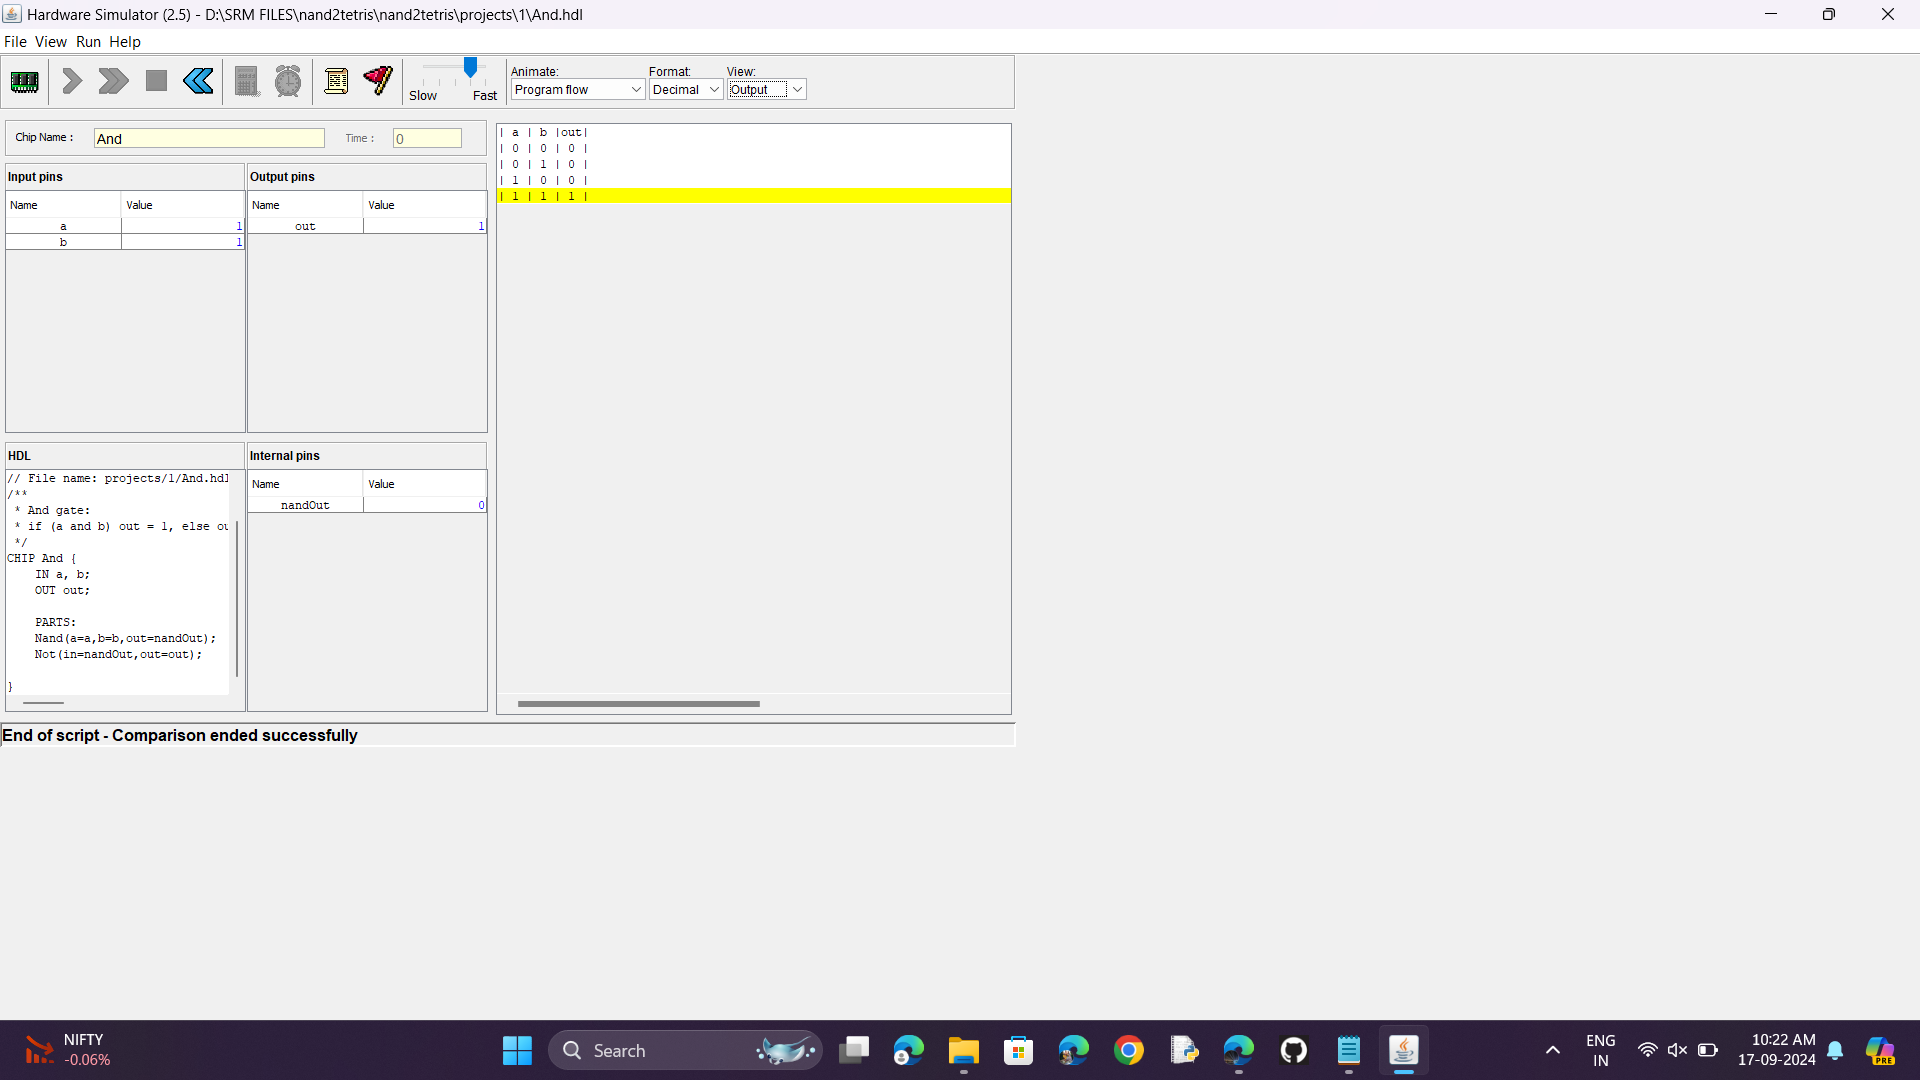 Hardware Simulator (2.5) - D:\SRM FILES\nand2tetris\nand2tetris\projects\1\And.hdl
File View Run Help
Slow Fast
Animate: Format: View:
Program flow Decimal Output
Chip Name : And Time : 0
Input pins
Name Value
a 1
b 1
Output pins
Name Value
out 1
| a | b |out|
| 0 | 0 | 0 |
| 0 | 1 | 0 |
| 1 | 0 | 0 |
| 1 | 1 | 1 |
HDL
// File name: projects/1/And.hdl
/**
* And gate:
* if (a and b) out = 1, else ou
*/
CHIP And {
IN a, b;
OUT out;
PARTS:
Nand(a=a,b=b,out=nandOut);
Not(in=nandOut,out=out);
}
Internal pins
Name Value
nandOut 0
End of script - Comparison ended successfully
NIFTY
-0.06%
Search
ENG
IN
10:22 AM
17-09-2024
PRE